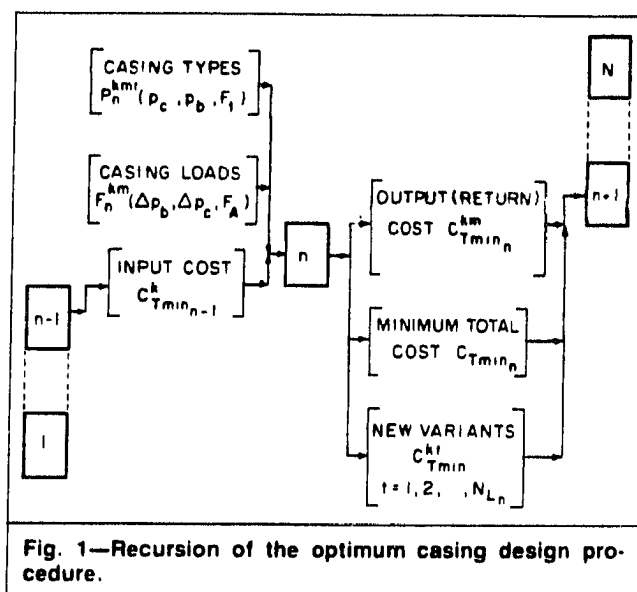 CASING TYPES
P_n^{kmt} (p_c, p_b, F_t)
CASING LOADS
F_n^{km} (Δp_b, Δp_c, F_A)
INPUT COST
C^k_{Tmin_{n-1}}
n-1
1
n
OUTPUT (RETURN)
COST C^{km}_{Tmin_n}
MINIMUM TOTAL
COST C_{Tmin_n}
NEW VARIANTS
C^{kt}_{Tmin}
t = 1, 2, , N_{L_n}
N
n+1
Fig. 1—Recursion of the optimum casing design pro-
cedure.